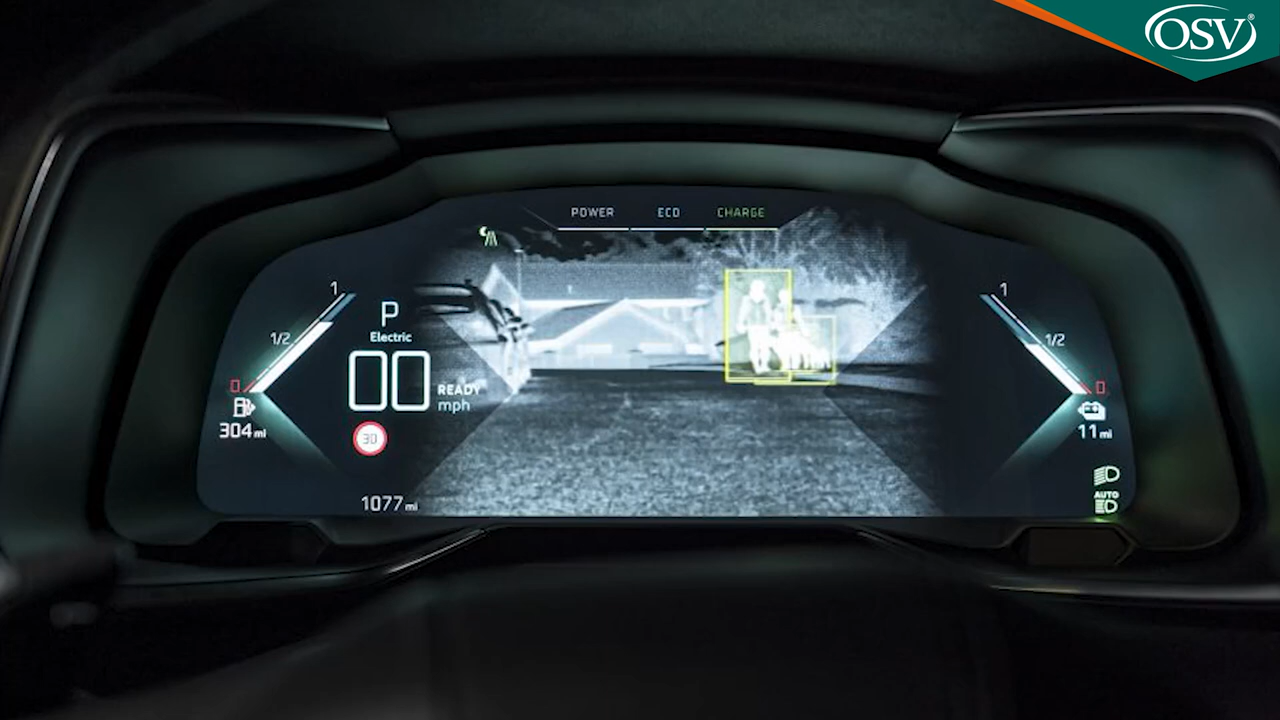 OSV®
POWER ECO CHARGE
1
1/2
0
304 mi
P
Electric
00
READY
mph
30
1077 mi
1
1/2
0
11 mi
AUTO